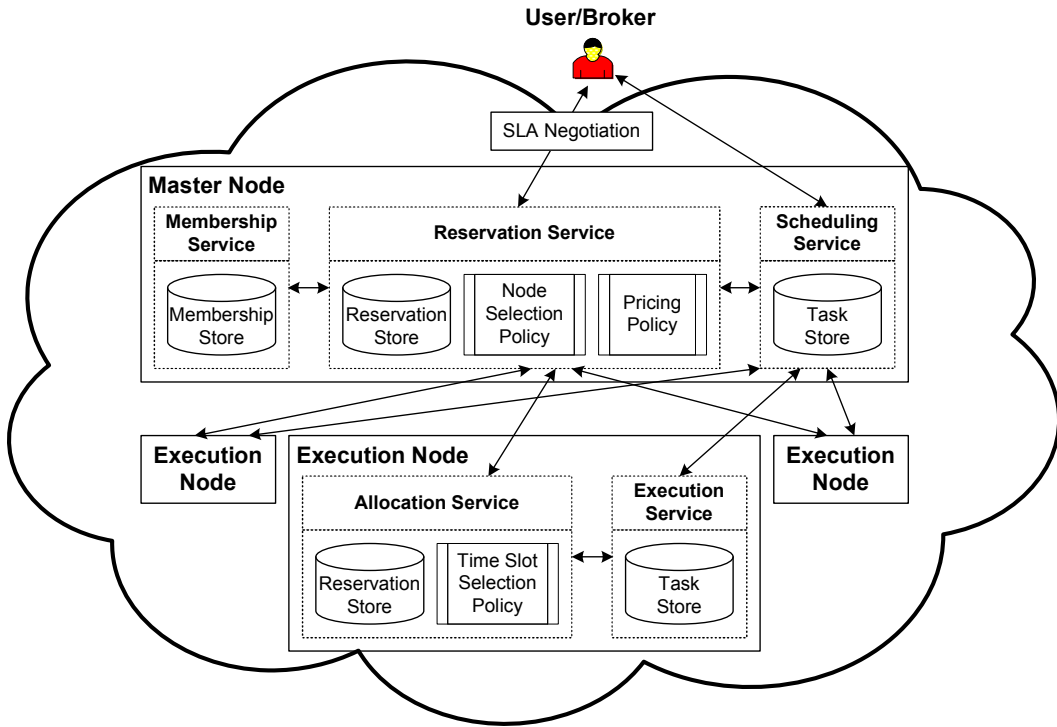 User/Broker
SLA Negotiation
Master Node
Membership
Service
Membership
Store
Reservation Service
Reservation
Store
Node
Selection
Policy
Pricing
Policy
Scheduling
Service
Task
Store
Execution
Node
Execution Node
Allocation Service
Reservation
Store
Time Slot
Selection
Policy
Execution
Service
Task
Store
Execution
Node